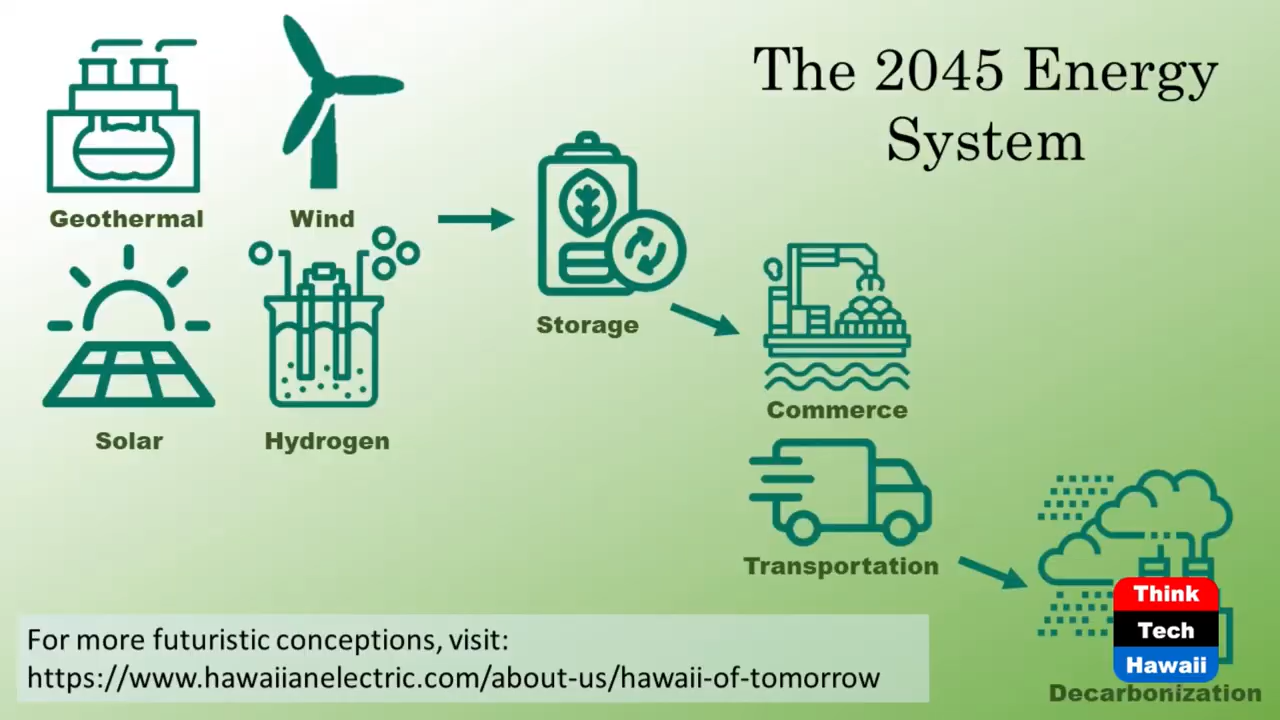 The 2045 Energy
System
Geothermal
Wind
Solar
Hydrogen
Storage
Commerce
Transportation
Decarbonization
Think
Tech
Hawaii
For more futuristic conceptions, visit:
https://www.hawaiianelectric.com/about-us/hawaii-of-tomorrow